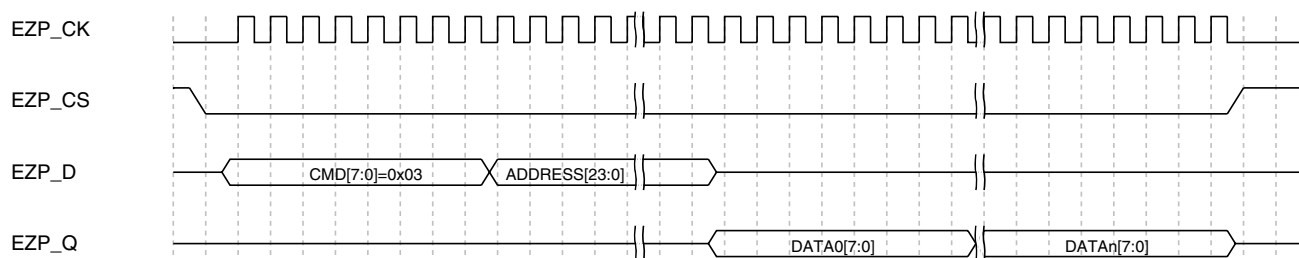 EZP_CK
EZP_CS
EZP_D CMD[7:0]=0x03 ADDRESS[23:0]
EZP_Q DATA0[7:0] DATAn[7:0]